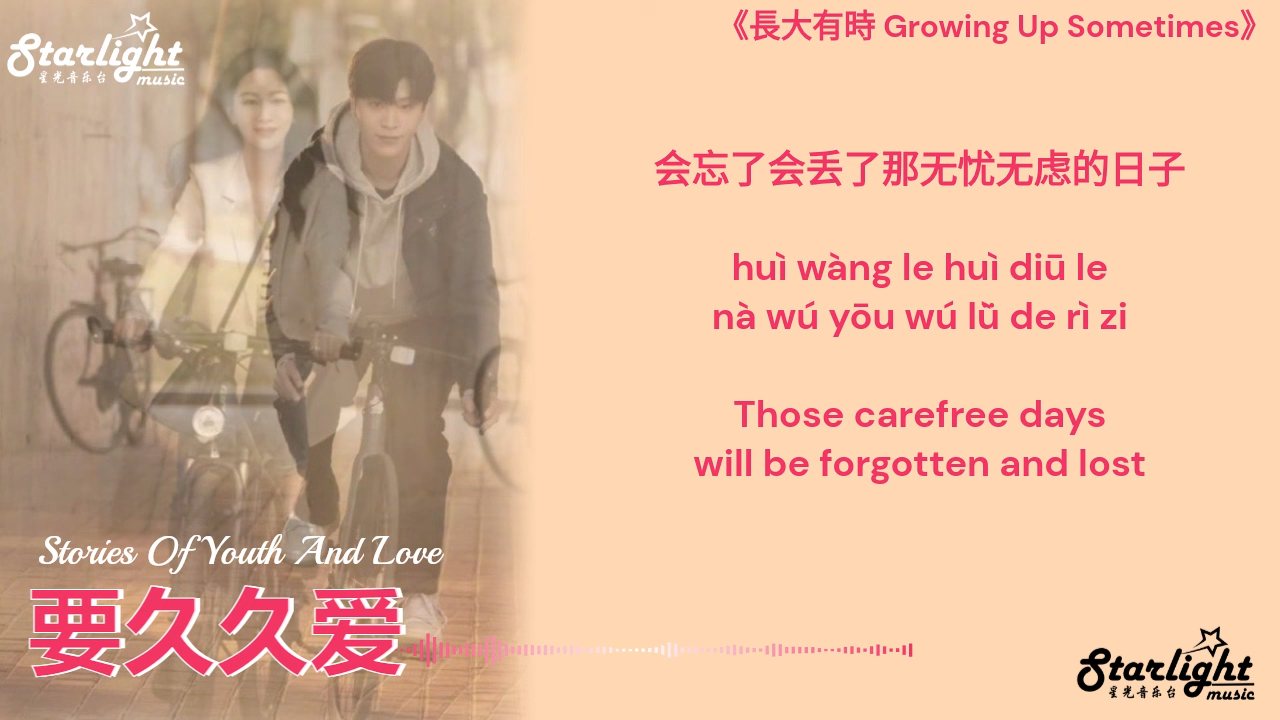 Starlight
星光音乐台
music
《長大有時 Growing Up Sometimes》
会忘了会丢了那无忧无虑的日子
huì wàng le huì diū le
nà wú yōu wú lǜ de rì zi
Those carefree days
will be forgotten and lost
Stories Of Youth And Love
要久久爱
Starlight
星光音乐台
music